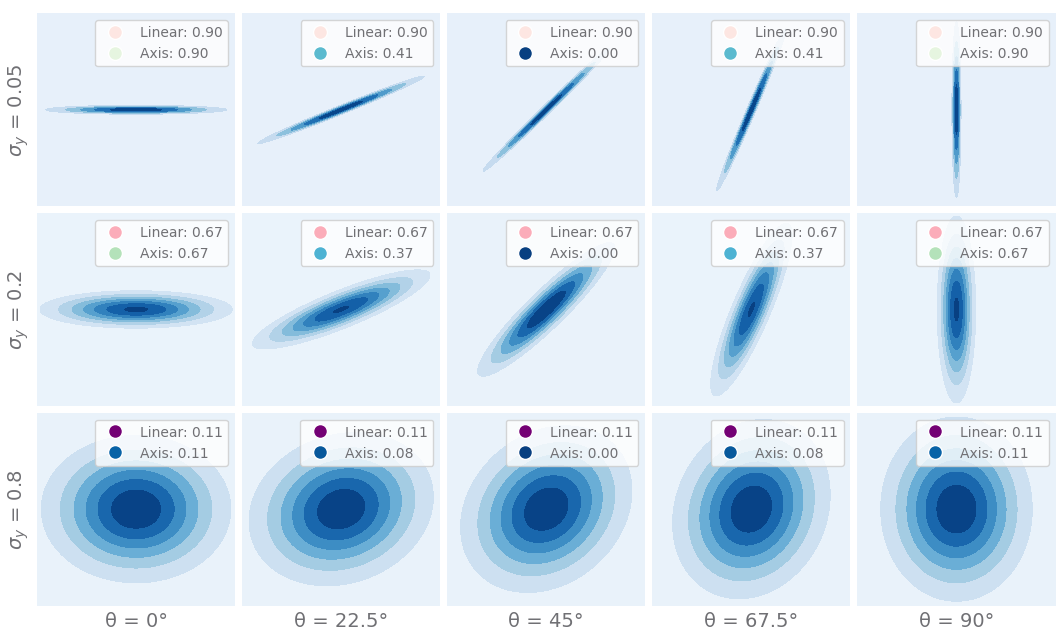 σy = 0.05
Linear: 0.90
Axis: 0.90
Linear: 0.90
Axis: 0.41
Linear: 0.90
Axis: 0.00
Linear: 0.90
Axis: 0.41
Linear: 0.90
Axis: 0.90
σy = 0.2
Linear: 0.67
Axis: 0.67
Linear: 0.67
Axis: 0.37
Linear: 0.67
Axis: 0.00
Linear: 0.67
Axis: 0.37
Linear: 0.67
Axis: 0.67
σy = 0.8
Linear: 0.11
Axis: 0.11
Linear: 0.11
Axis: 0.08
Linear: 0.11
Axis: 0.00
Linear: 0.11
Axis: 0.08
Linear: 0.11
Axis: 0.11
θ = 0°
θ = 22.5°
θ = 45°
θ = 67.5°
θ = 90°